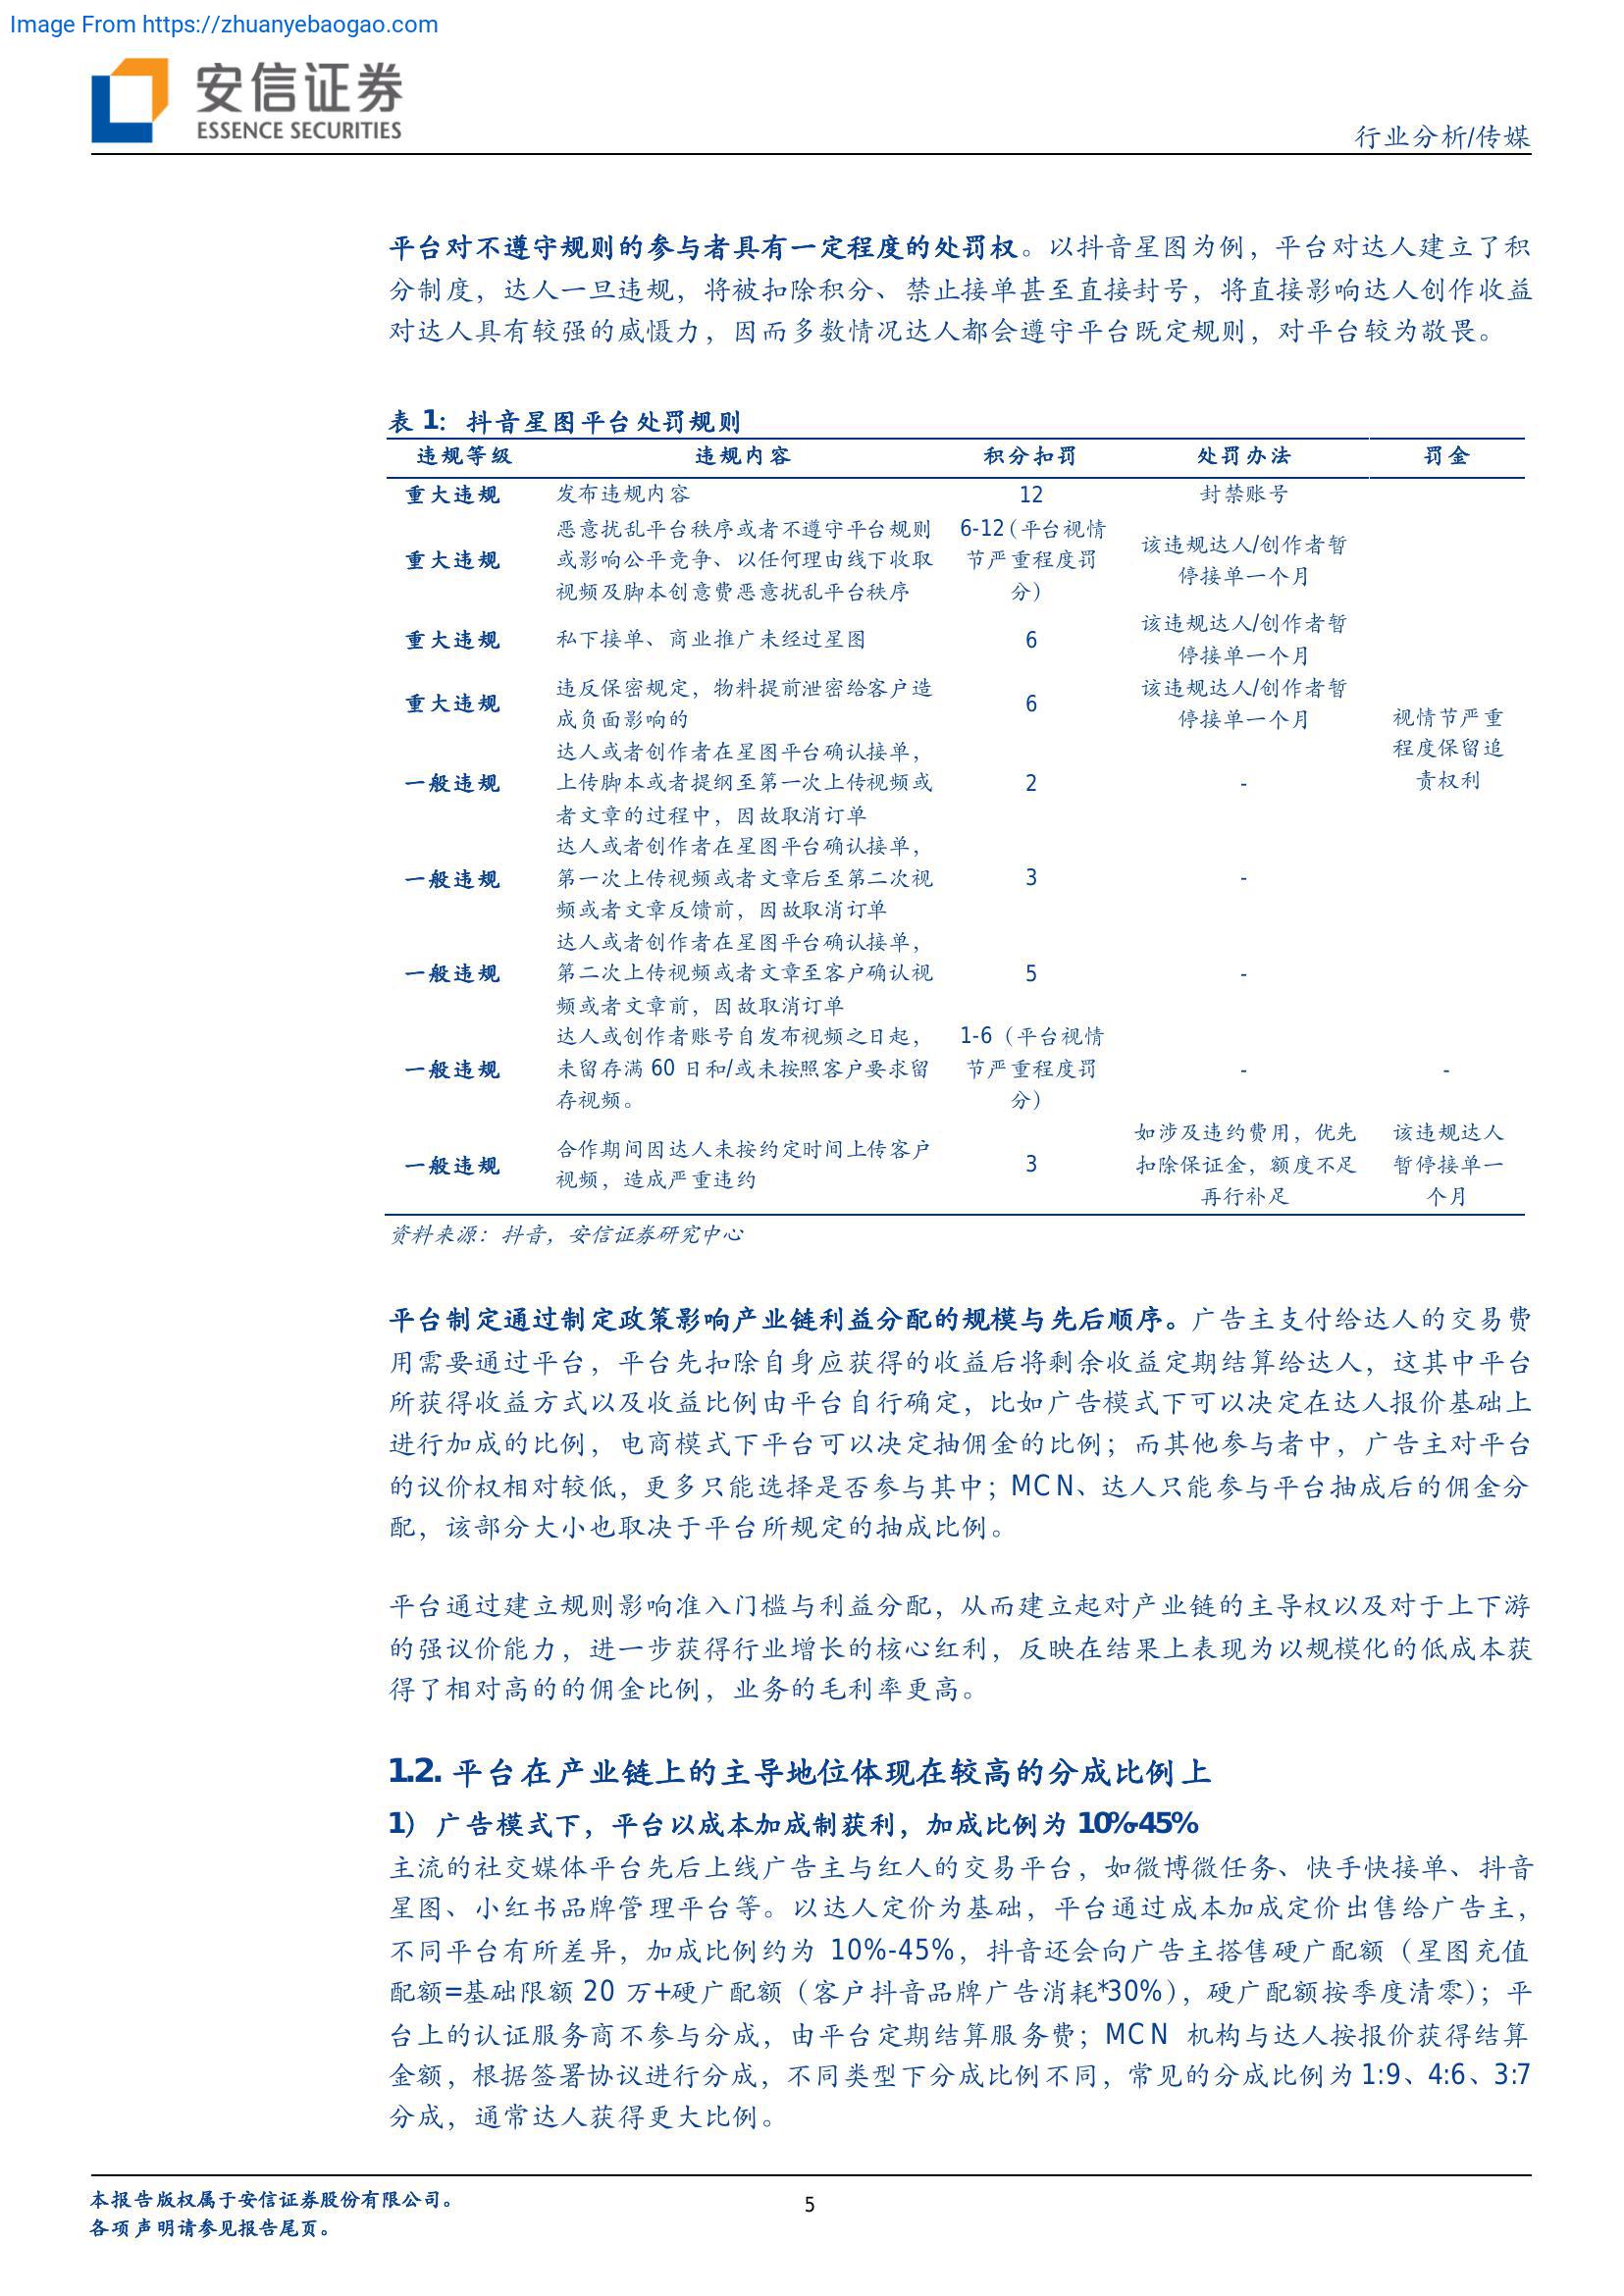 Image From https://zhuanyebaogao.com
安信证券
ESSENCE SECURITIES
行业分析/传媒
平台对不遵守规则的参与者具有一定程度的处罚权。以抖音星图为例，平台对达人建立了积
分制度，达人一旦违规，将被扣除积分、禁止接单甚至直接封号，将直接影响达人创作收益
对达人具有较强的威慑力，因而多数情况达人都会遵守平台既定规则，对平台较为敬畏。
表 1：抖音星图平台处罚规则
违规等级 违规内容 积分扣罚 处罚办法 罚金
重大违规 发布违规内容 12 封禁账号
恶意扰乱平台秩序或者不遵守平台规则
重大违规 或影响公平竞争、以任何理由线下收取
视频及脚本创意费恶意扰乱平台秩序
6-12（平台视情
节严重程度罚
分）
该违规达人/创作者暂
停接单一个月
重大违规 私下接单、商业推广未经过星图 6
该违规达人/创作者暂
停接单一个月
违反保密规定，物料提前泄密给客户造
重大违规
成负面影响的
6
该违规达人/创作者暂
停接单一个月
视情节严重
程度保留追
责权利
达人或者创作者在星图平台确认接单，
一般违规 上传脚本或者提纲至第一次上传视频或 2 -
者文章的过程中，因故取消订单
达人或者创作者在星图平台确认接单，
一般违规 第一次上传视频或者文章后至第二次视 3 -
频或者文章反馈前，因故取消订单
达人或者创作者在星图平台确认接单，
一般违规 第二次上传视频或者文章至客户确认视 5 -
频或者文章前，因故取消订单
达人或创作者账号自发布视频之日起，
一般违规 未留存满 60 日和/或未按照客户要求留
存视频。
1-6（平台视情
节严重程度罚
分）
- -
一般违规
合作期间因达人未按约定时间上传客户
视频，造成严重违约
3
如涉及违约费用，优先
扣除保证金，额度不足
再行补足
该违规达人
暂停接单一
个月
资料来源：抖音，安信证券研究中心
平台制定通过制定政策影响产业链利益分配的规模与先后顺序。广告主支付给达人的交易费
用需要通过平台，平台先扣除自身应获得的收益后将剩余收益定期结算给达人，这其中平台
所获得收益方式以及收益比例由平台自行确定，比如广告模式下可以决定在达人报价基础上
进行加成的比例，电商模式下平台可以决定抽佣金的比例；而其他参与者中，广告主对平台
的议价权相对较低，更多只能选择是否参与其中；MCN、达人只能参与平台抽成后的佣金分
配，该部分大小也取决于平台所规定的抽成比例。
平台通过建立规则影响准入门槛与利益分配，从而建立起对产业链的主导权以及对于上下游
的强议价能力，进一步获得行业增长的核心红利，反映在结果上表现为以规模化的低成本获
得了相对高的的佣金比例，业务的毛利率更高。
1.2. 平台在产业链上的主导地位体现在较高的分成比例上
1）广告模式下，平台以成本加成制获利，加成比例为 10%-45%
主流的社交媒体平台先后上线广告主与红人的交易平台，如微博微任务、快手快接单、抖音
星图、小红书品牌管理平台等。以达人定价为基础，平台通过成本加成定价出售给广告主，
不同平台有所差异，加成比例约为 10%-45%，抖音还会向广告主搭售硬广配额（星图充值
配额=基础限额 20 万+硬广配额（客户抖音品牌广告消耗*30%），硬广配额按季度清零）；平
台上的认证服务商不参与分成，由平台定期结算服务费；MCN 机构与达人按报价获得结算
金额，根据签署协议进行分成，不同类型下分成比例不同，常见的分成比例为 1:9、4:6、3:7
分成，通常达人获得更大比例。
本报告版权属于安信证券股份有限公司。
5
各项声明请参见报告尾页。